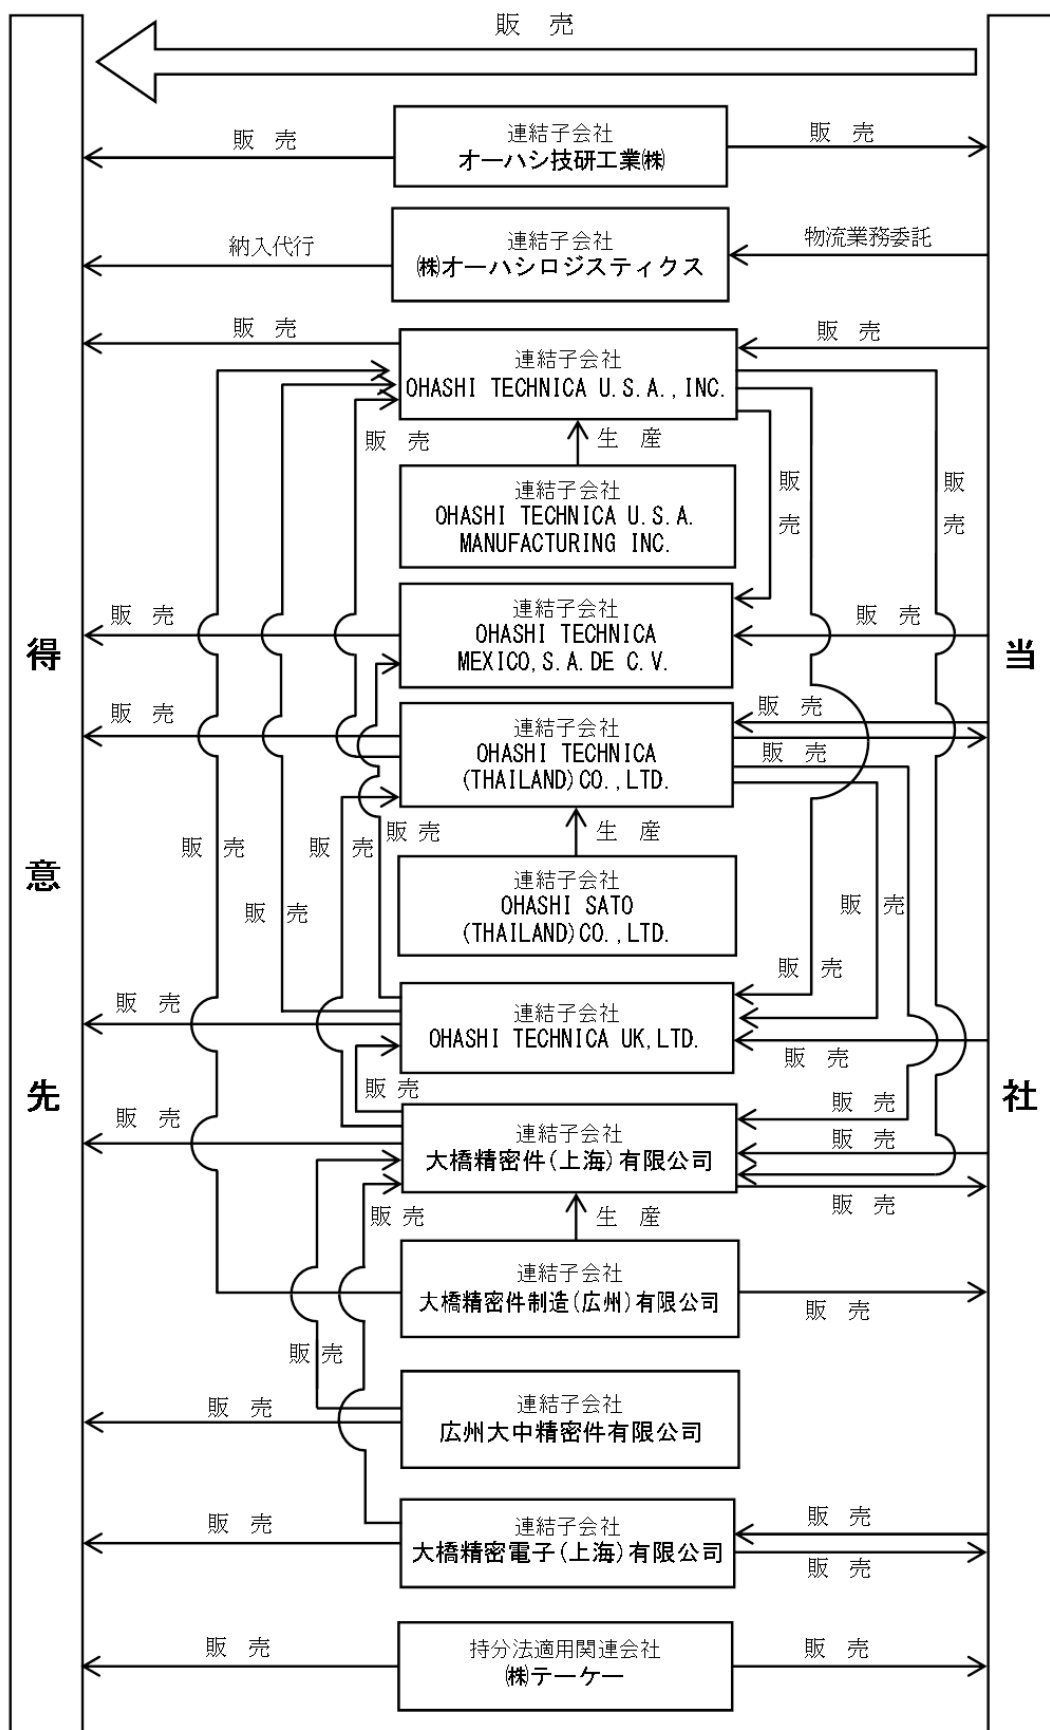 販 売
連結子会社
オーハシ技研工業㈱
販 売
販 売
連結子会社
㈱オーハシロジスティクス
納入代行
物流業務委託
販 売
販 売
連結子会社
OHASHI TECHNICA U.S.A.,INC.
販 売
生 産
販
売
販
売
連結子会社
OHASHI TECHNICA U.S.A.
MANUFACTURING INC.
販 売
連結子会社
OHASHI TECHNICA
MEXICO,S.A.DE C.V.
販 売
得
意
先
当
社
販 売
連結子会社
OHASHI TECHNICA
(THAILAND)CO.,LTD.
販 売
販 売
販 売
販 売
販 売
生 産
連結子会社
OHASHI SATO
(THAILAND)CO.,LTD.
販 売
販 売
販 売
連結子会社
OHASHI TECHNICA UK,LTD.
販 売
販 売
販 売
販 売
連結子会社
大橋精密件(上海)有限公司
販 売
販 売
販 売
販 売
生 産
連結子会社
大橋精密件制造(広州)有限公司
販 売
販 売
連結子会社
広州大中精密件有限公司
販 売
連結子会社
大橋精密電子(上海)有限公司
販 売
販 売
販 売
持分法適用関連会社
㈱テーケー
販 売
販 売